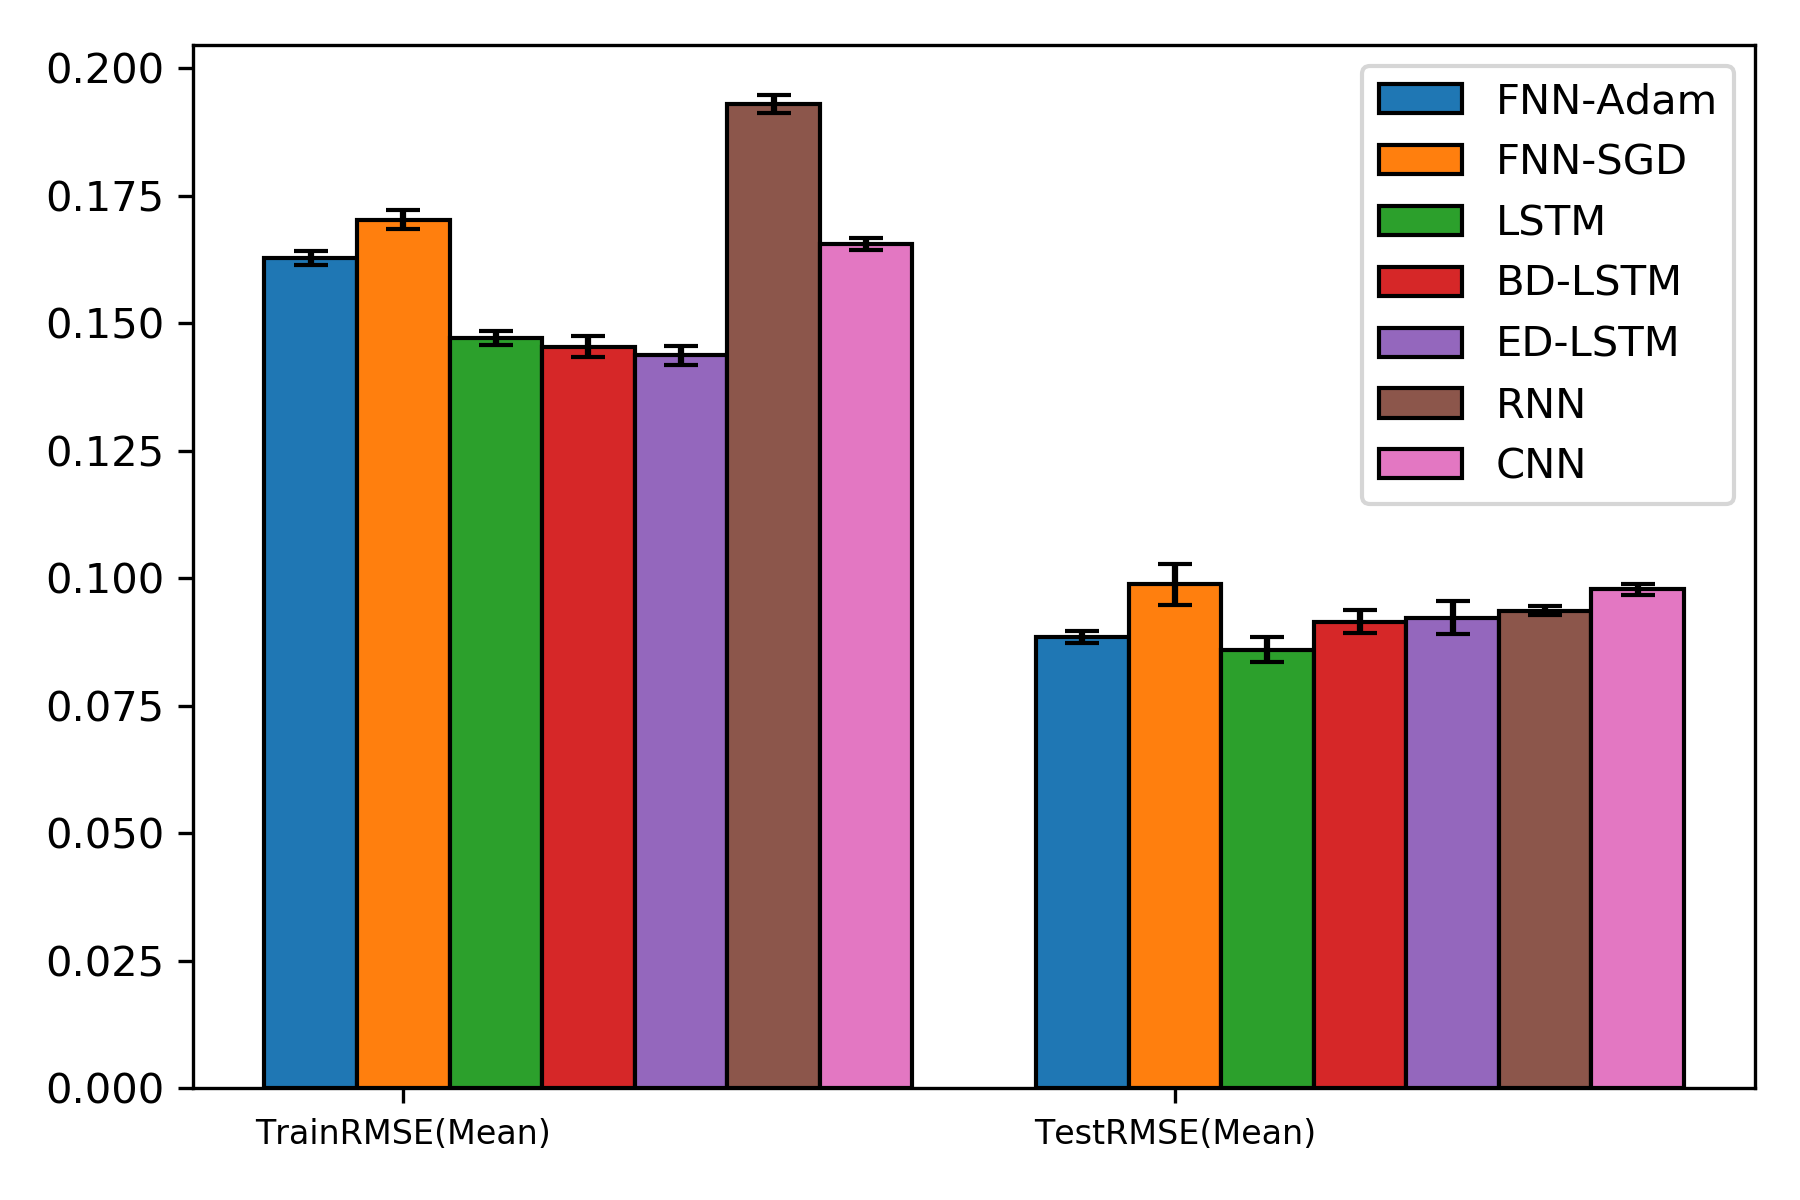 0.200
0.175
0.150
0.125
0.100
0.075
0.050
0.025
0.000
TrainRMSE(Mean)
TestRMSE(Mean)
FNN-Adam
FNN-SGD
LSTM
BD-LSTM
ED-LSTM
RNN
CNN